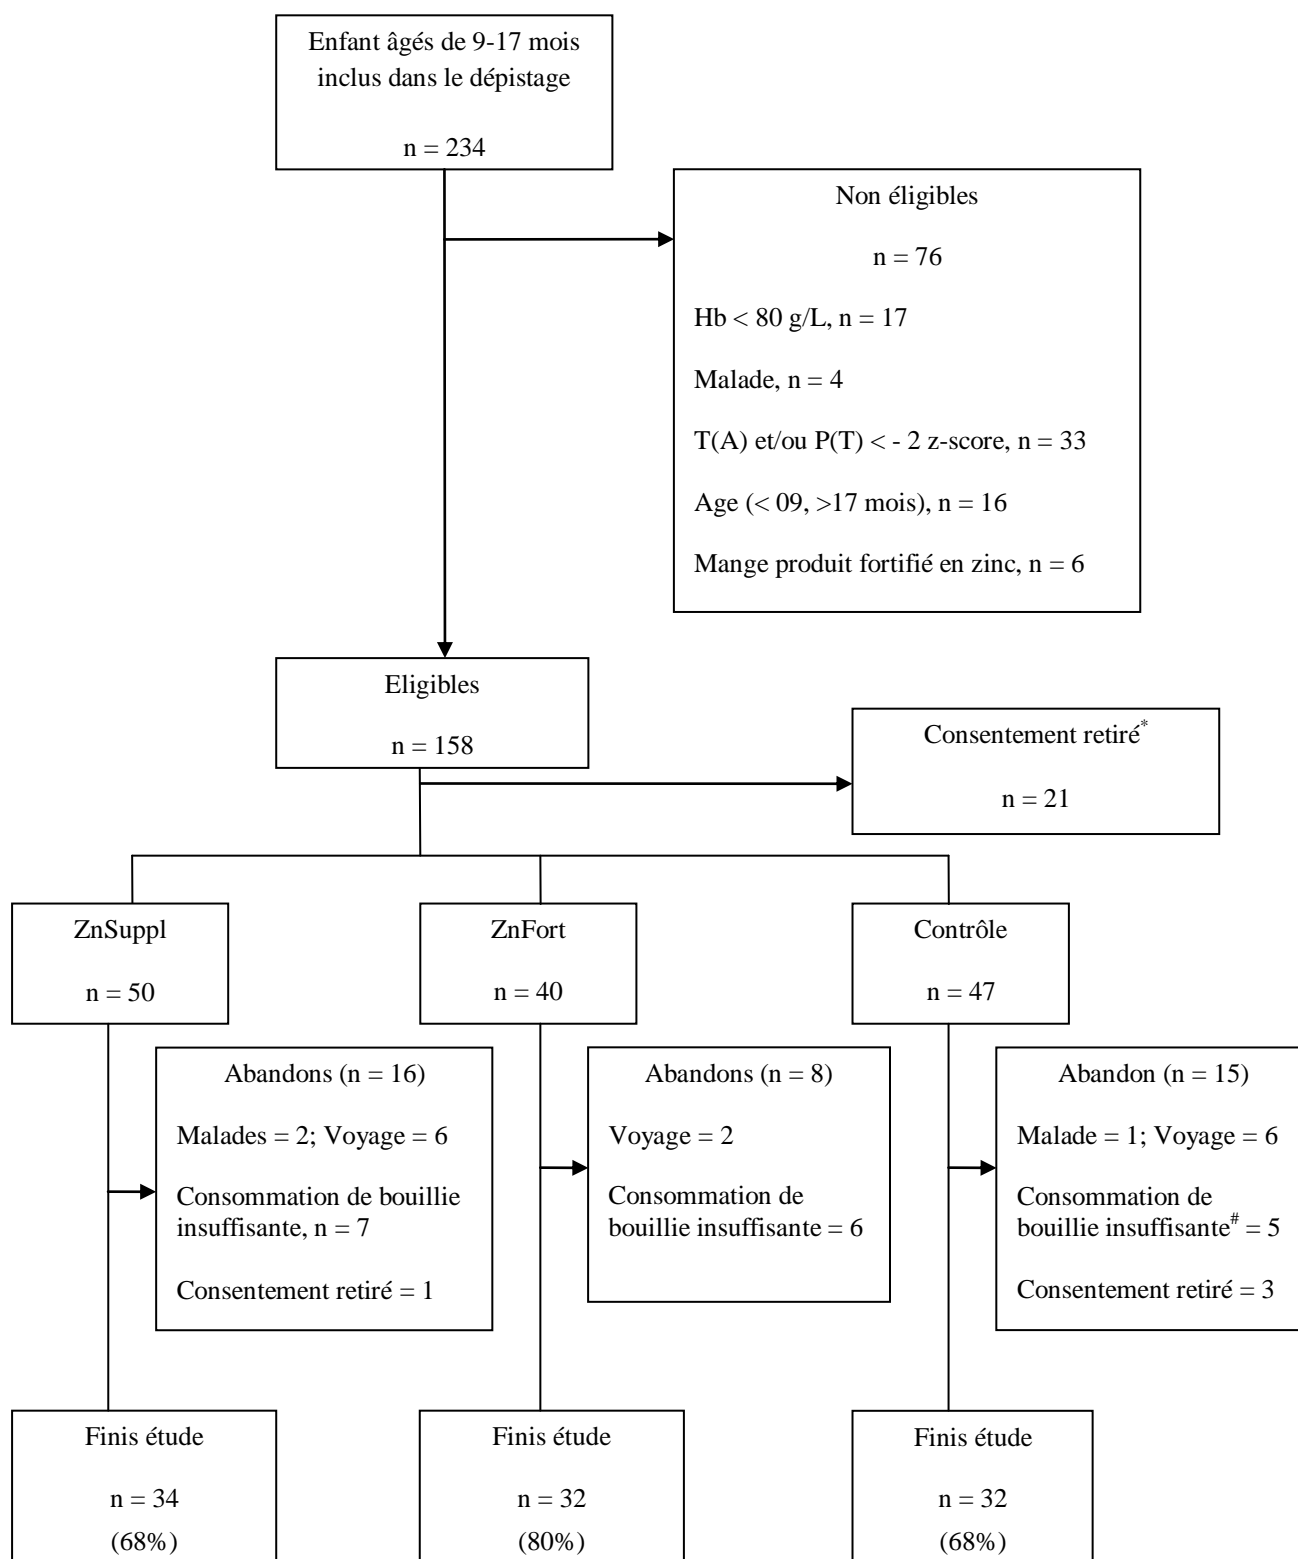 Enfant âgés de 9-17 mois
inclus dans le dépistage
n = 234
Non éligibles
n = 76
Hb < 80 g/L, n = 17
Malade, n = 4
T(A) et/ou P(T) < - 2 z-score, n = 33
Age (< 09, >17 mois), n = 16
Mange produit fortifié en zinc, n = 6
Eligibles
n = 158
Consentement retiré*
n = 21
ZnSuppl
n = 50
ZnFort
n = 40
Contrôle
n = 47
Abandons (n = 16)
Malades = 2; Voyage = 6
Consommation de bouillie
insuffisante, n = 7
Consentement retiré = 1
Abandons (n = 8)
Voyage = 2
Consommation de
bouillie insuffisante = 6
Abandon (n = 15)
Malade = 1; Voyage = 6
Consommation de
bouillie insuffisante# = 5
Consentement retiré = 3
Finis étude
n = 34
(68%)
Finis étude
n = 32
(80%)
Finis étude
n = 32
(68%)